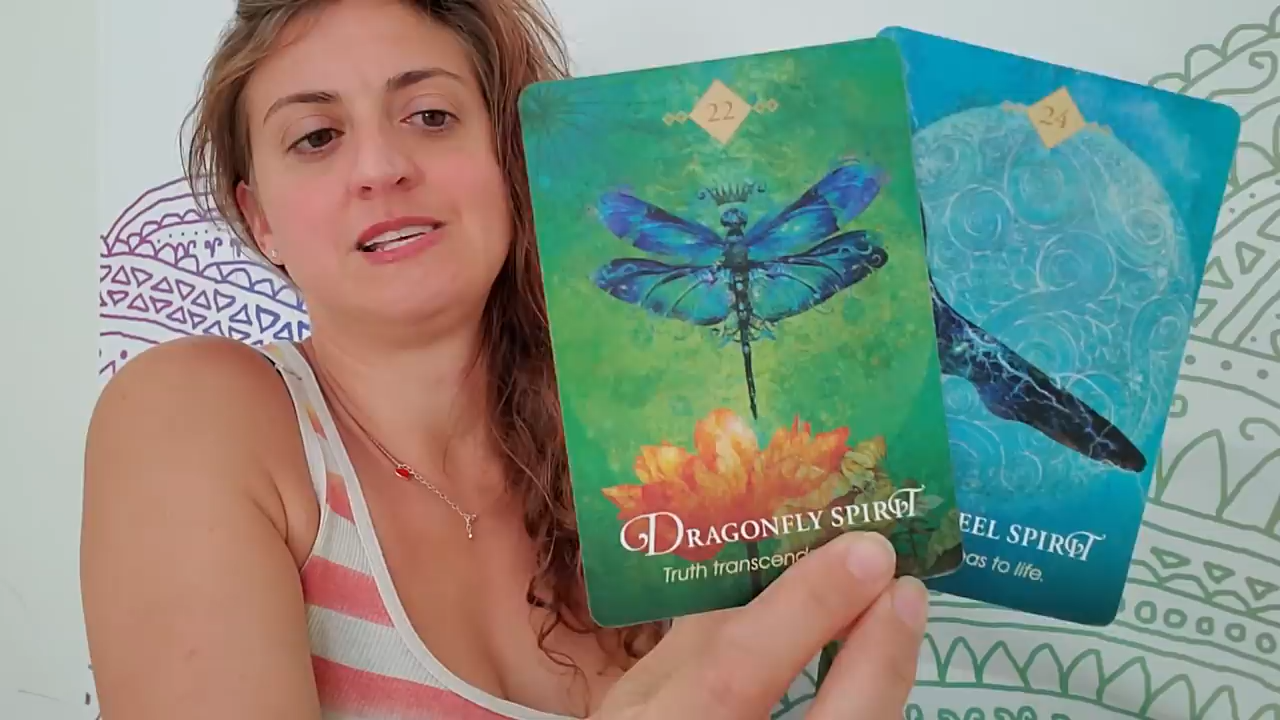 22
DRAGONFLY SPIRIT
Truth transcend
24
EEL SPIRIT
as to life.